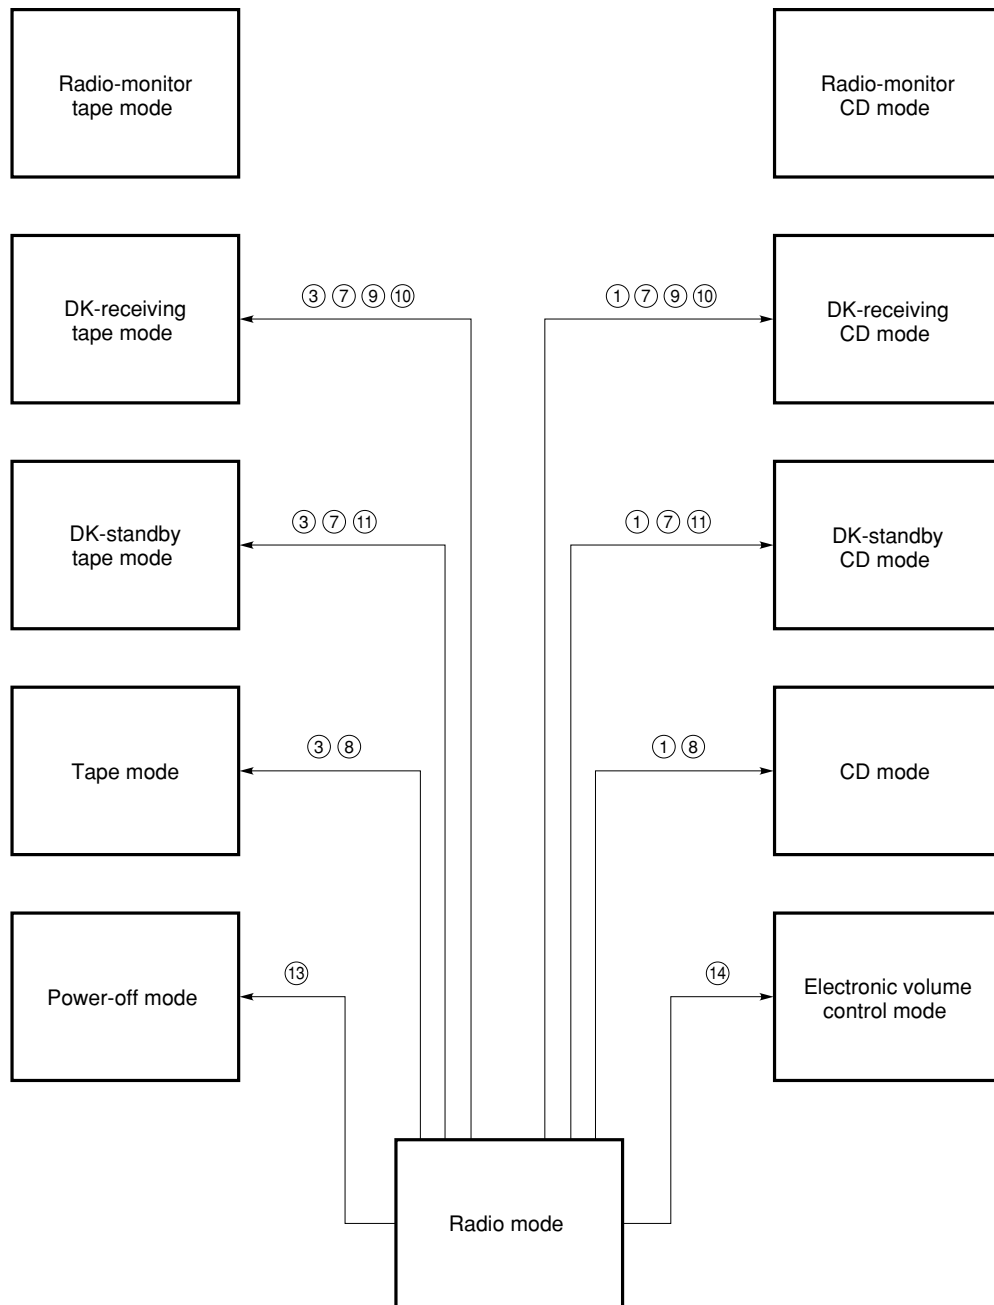 Radio-monitor
tape mode
Radio-monitor
CD mode
DK-receiving
tape mode
③ ⑦ ⑨ ⑩
① ⑦ ⑨ ⑩
DK-receiving
CD mode
DK-standby
tape mode
③ ⑦ ⑪
① ⑦ ⑪
DK-standby
CD mode
Tape mode
③ ⑧
① ⑧
CD mode
Power-off mode
⑬
⑭
Electronic volume
control mode
Radio mode